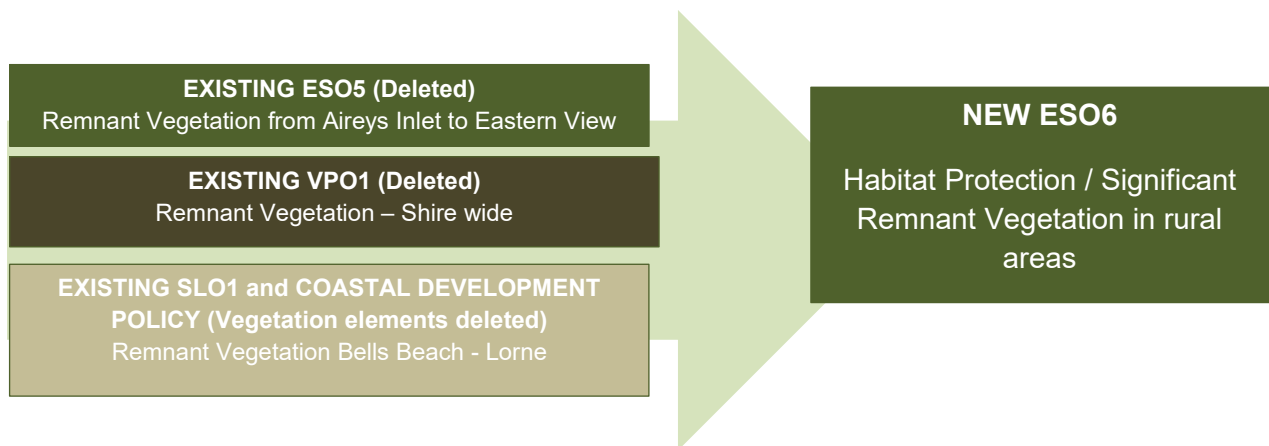 EXISTING ESO5 (Deleted)
Remnant Vegetation from Aireys Inlet to Eastern View
EXISTING VPO1 (Deleted)
Remnant Vegetation – Shire wide
EXISTING SLO1 and COASTAL DEVELOPMENT
POLICY (Vegetation elements deleted)
Remnant Vegetation Bells Beach - Lorne
NEW ESO6
Habitat Protection / Significant
Remnant Vegetation in rural
areas